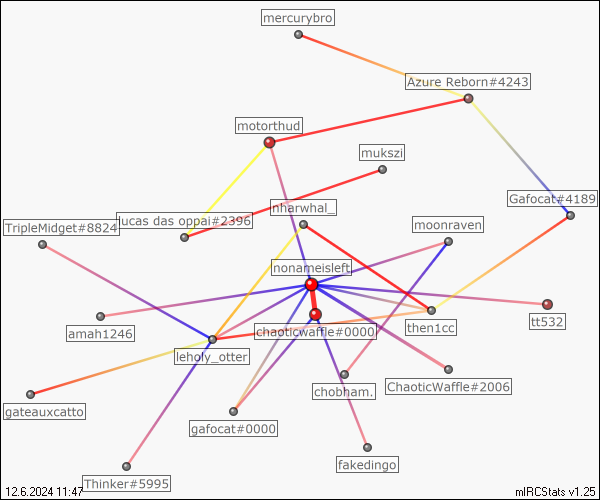 mercurybro
Azure Reborn#4243
motorthud
mukszi
Gafocat#4189
nharwhal_
lucas das oppai#2396
TripleMidget#8824
moonraven
nonameisleft
amah1246
chaoticwaffle#0000
then1cc
tt532
leholy_otter
ChaoticWaffle#2006
chobham.
gateauxcatto
gafocat#0000
fakedingo
Thinker#5995
12.6.2024 11:47
mIRCStats v1.25